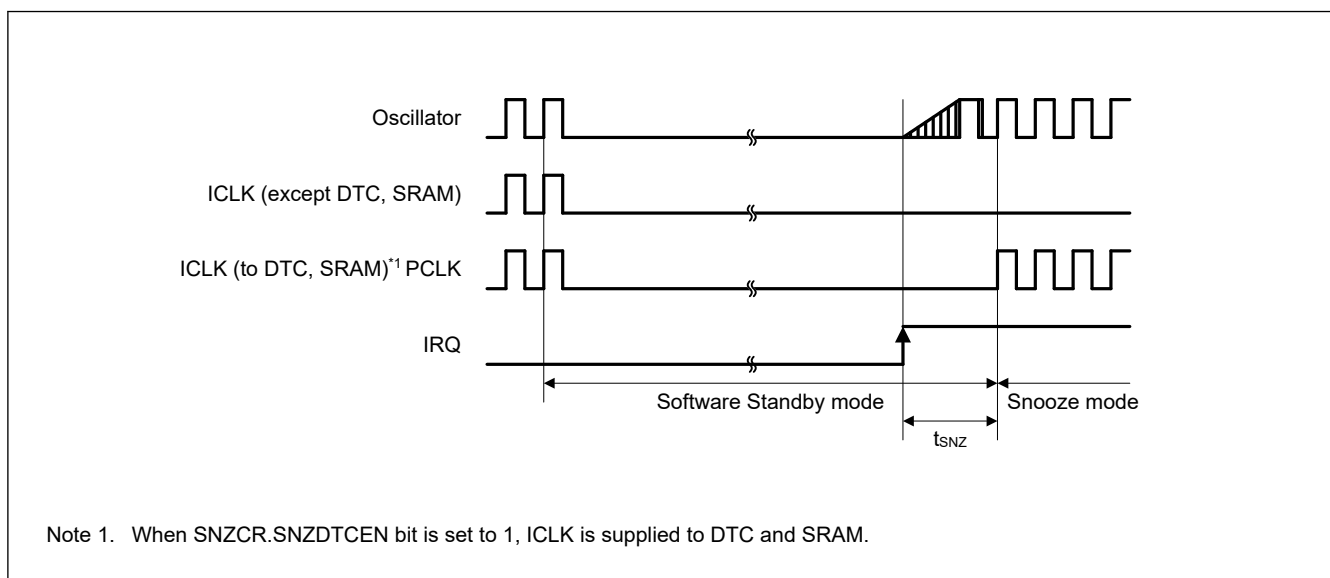 Oscillator
ICLK (except DTC, SRAM)
ICLK (to DTC, SRAM)*1 PCLK
IRQ
Software Standby mode
Snooze mode
tSNZ
Note 1. When SNZCR.SNZDTCEN bit is set to 1, ICLK is supplied to DTC and SRAM.